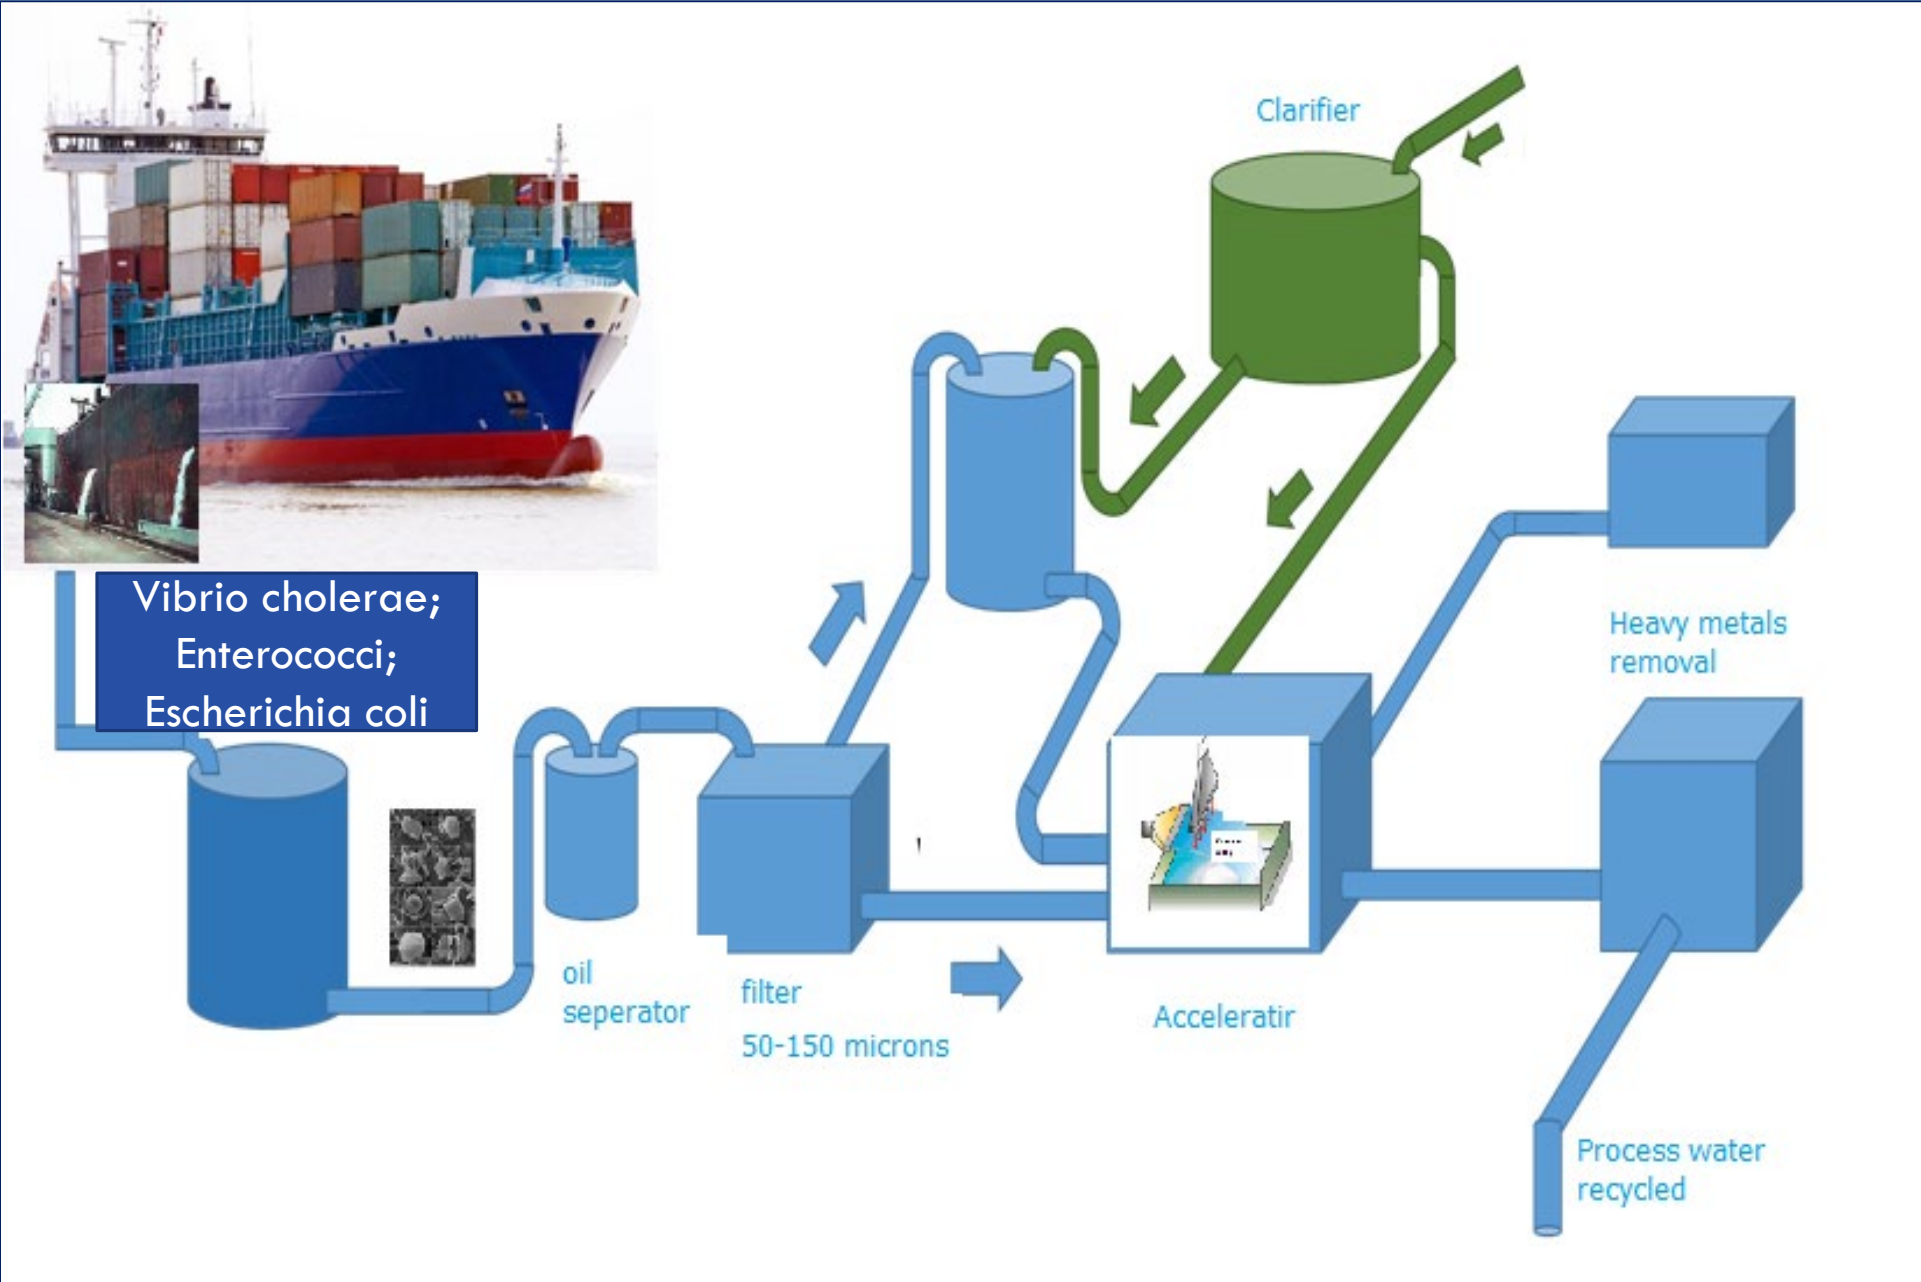 Clarifier
Vibrio cholerae;
Enterococci;
Escherichia coli
Heavy metals
removal
oil
seperator
filter
50-150 microns
Acceleratir
Process water
recycled